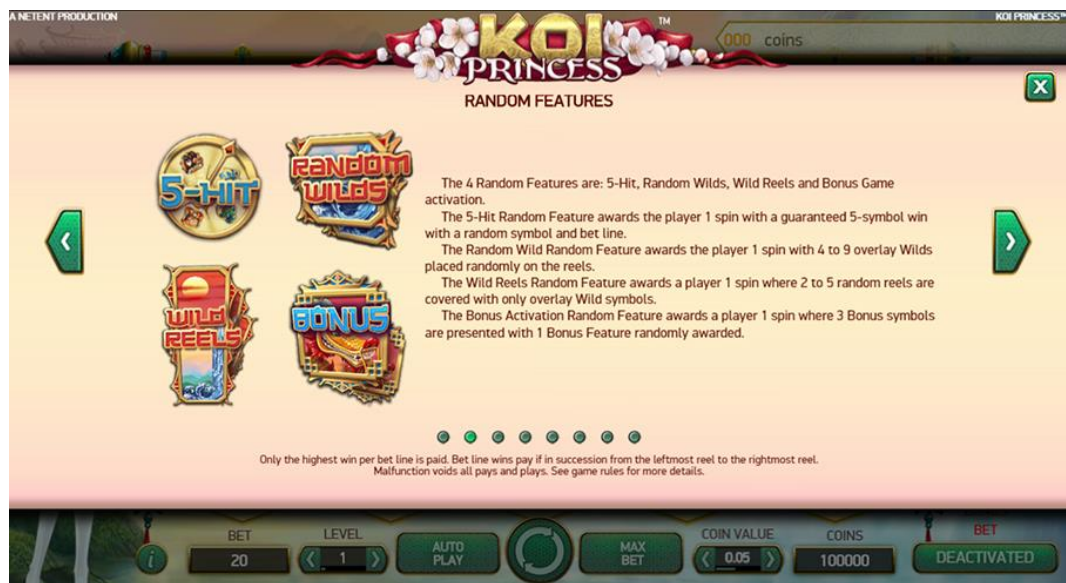 A NETENT PRODUCTION
KOI PRINCESS™
KOI
PRINCESS
TM
000 coins
RANDOM FEATURES
X
5-HIT
RANDOM
WILDS
WILD
REELS
BONUS
The 4 Random Features are: 5-Hit, Random Wilds, Wild Reels and Bonus Game
activation.
The 5-Hit Random Feature awards the player 1 spin with a guaranteed 5-symbol win
with a random symbol and bet line.
The Random Wild Random Feature awards the player 1 spin with 4 to 9 overlay Wilds
placed randomly on the reels.
The Wild Reels Random Feature awards a player 1 spin where 2 to 5 random reels are
covered with only overlay Wild symbols.
The Bonus Activation Random Feature awards a player 1 spin where 3 Bonus symbols
are presented with 1 Bonus Feature randomly awarded.
Only the highest win per bet line is paid. Bet line wins pay if in succession from the leftmost reel to the rightmost reel.
Malfunction voids all pays and plays. See game rules for more details.
BET
LEVEL
COIN VALUE
COINS
BET
i
20
1
AUTO
PLAY
MAX
BET
0.05
100000
DEACTIVATED